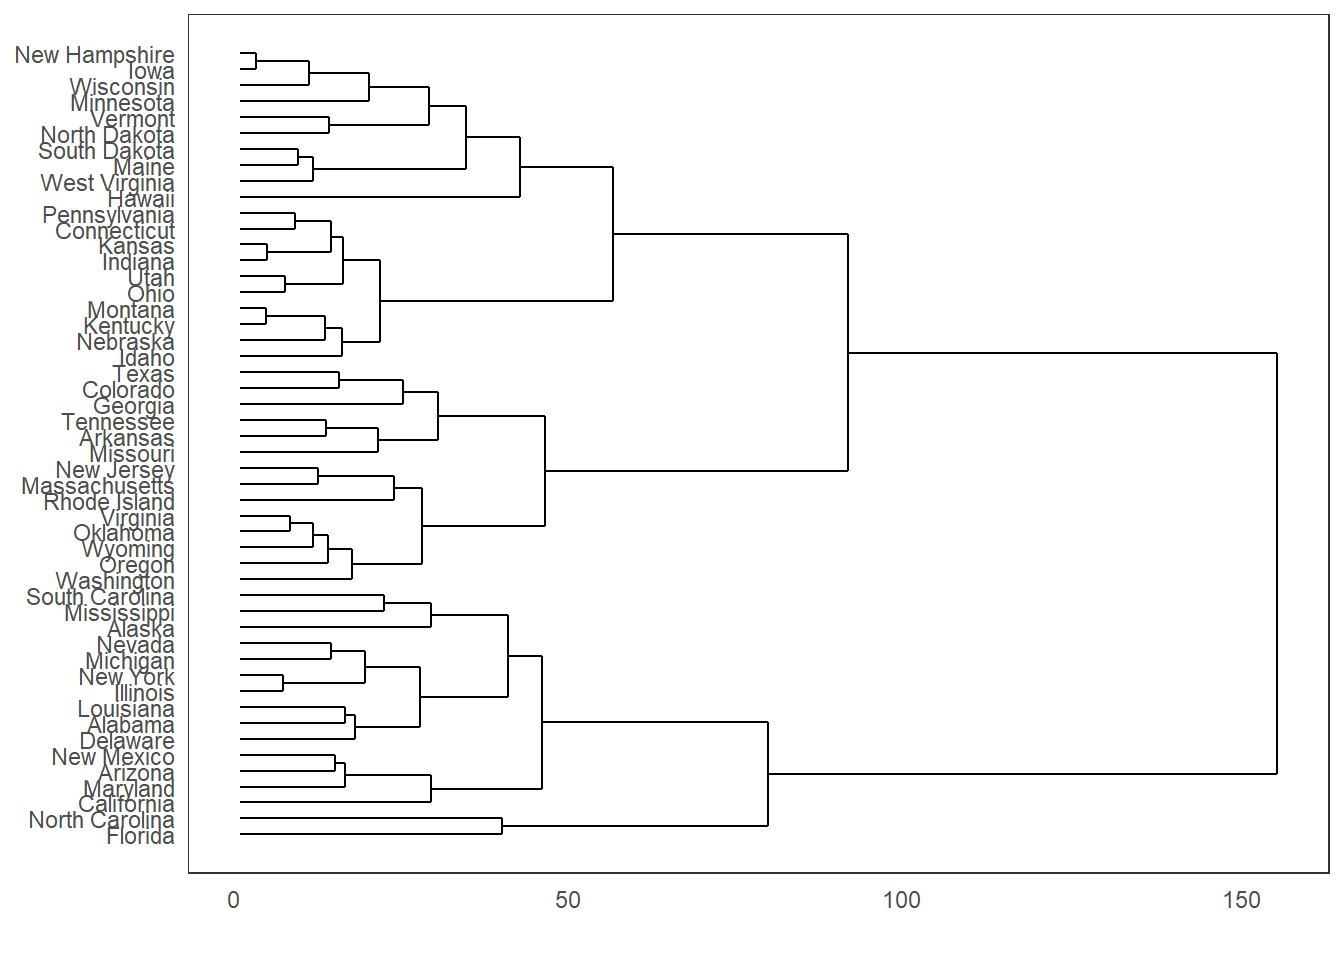 New Hampshire
Iowa
Wisconsin
Minnesota
Vermont
North Dakota
South Dakota
Maine
West Virginia
Hawaii
Pennsylvania
Connecticut
Kansas
Indiana
Utah
Ohio
Montana
Kentucky
Nebraska
Idaho
Texas
Colorado
Georgia
Tennessee
Arkansas
Missouri
New Jersey
Massachusetts
Rhode Island
Virginia
Oklahoma
Wyoming
Oregon
Washington
South Carolina
Mississippi
Alaska
Nevada
Michigan
New York
Illinois
Louisiana
Alabama
Delaware
New Mexico
Arizona
Maryland
California
North Carolina
Florida
0 50 100 150